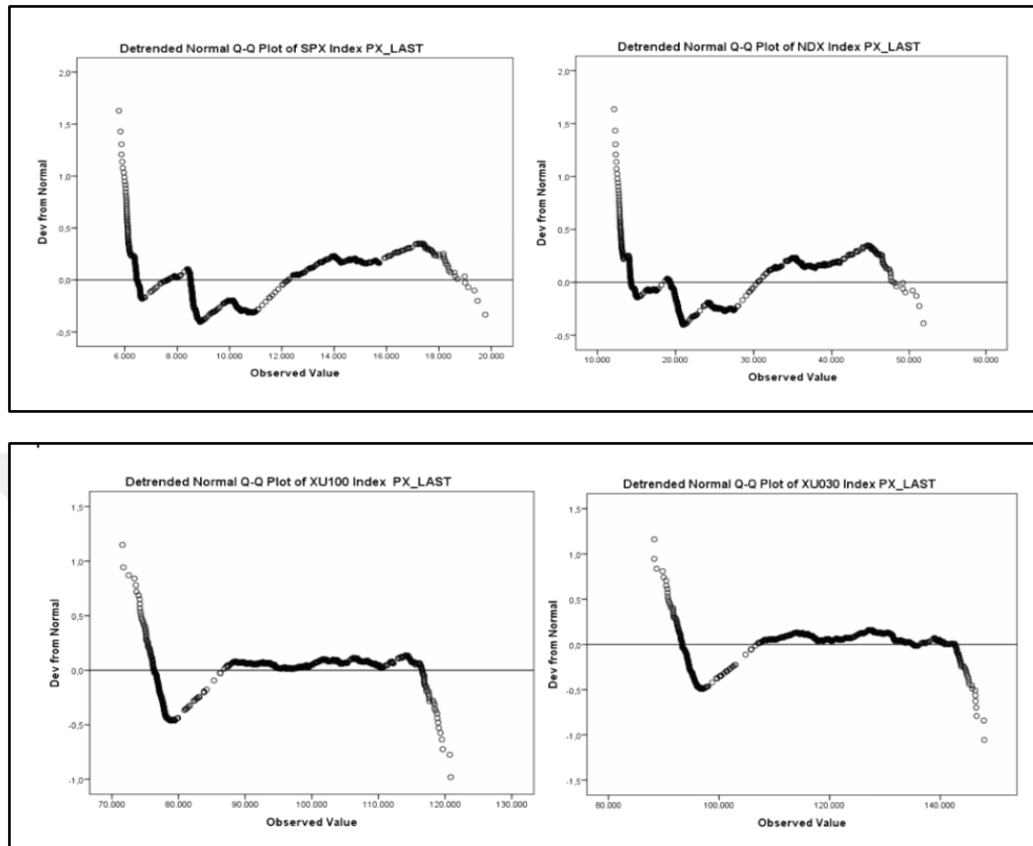 Detrended Normal Q-Q Plot of SPX Index PX_LAST
2,0
1,5
1,0
0,5
0,0
-0,5
Dev from Normal
6.000 8.000 10.000 12.000 14.000 16.000 18.000 20.000
Observed Value
Detrended Normal Q-Q Plot of NDX Index PX_LAST
2,0
1,5
1,0
0,5
0,0
-0,5
Dev from Normal
10.000 20.000 30.000 40.000 50.000 60.000
Observed Value
Detrended Normal Q-Q Plot of XU100 Index PX_LAST
1,5
1,0
0,5
0,0
-0,5
-1,0
Dev from Normal
70.000 80.000 90.000 100.000 110.000 120.000 130.000
Observed Value
Detrended Normal Q-Q Plot of XU030 Index PX_LAST
1,5
1,0
0,5
0,0
-0,5
-1,0
-1,5
Dev from Normal
80.000 100.000 120.000 140.000
Observed Value